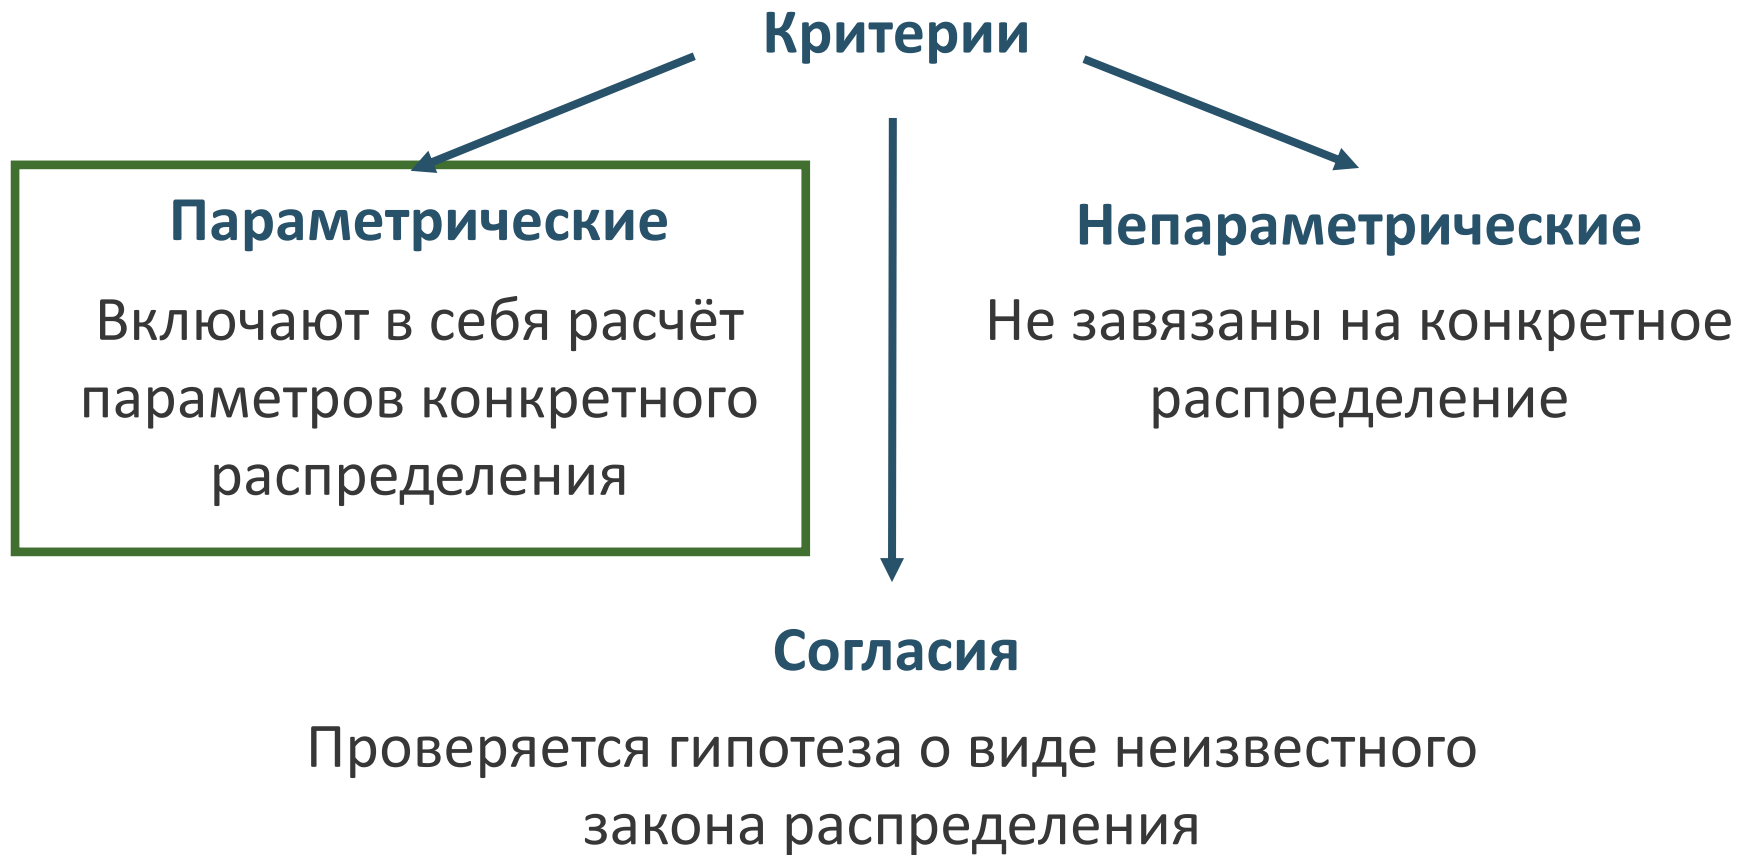 Критерии
Параметрические
Включают в себя расчёт
параметров конкретного
распределения
Непараметрические
Не завязаны на конкретное
распределение
Согласия
Проверяется гипотеза о виде неизвестного
закона распределения